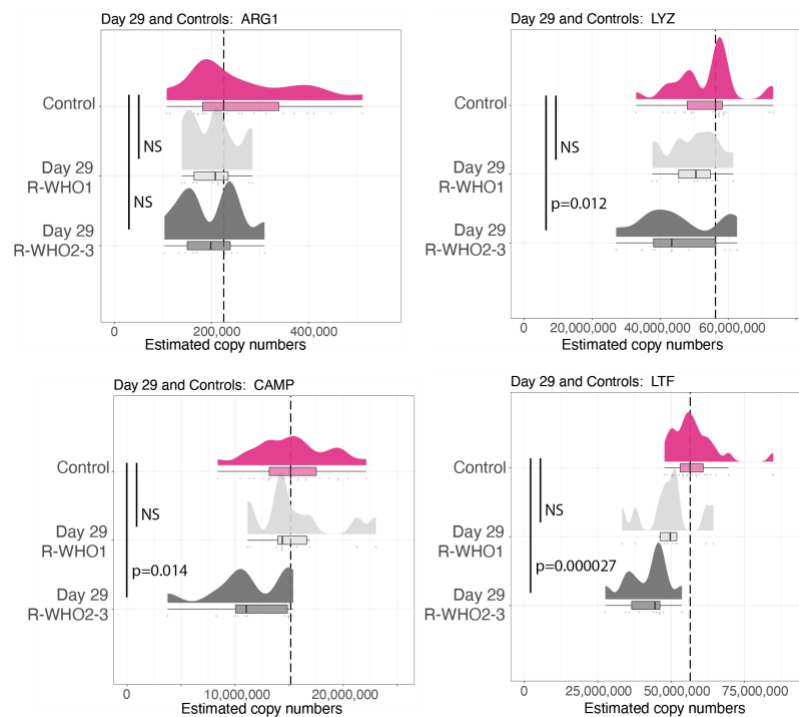 Day 29 and Controls: ARG1
Control
Day 29
R-WHO1
Day 29
R-WHO2-3
NS
NS
0
200,000
400,000
Estimated copy numbers
Day 29 and Controls: LYZ
Control
Day 29
R-WHO1
Day 29
R-WHO2-3
NS
p=0.012
0
20,000,000
40,000,000
60,000,000
Estimated copy numbers
Day 29 and Controls: CAMP
Control
Day 29
R-WHO1
Day 29
R-WHO2-3
NS
p=0.014
0
10,000,000
20,000,000
Estimated copy numbers
Day 29 and Controls: LTF
Control
Day 29
R-WHO1
Day 29
R-WHO2-3
NS
p=0.000027
0
25,000,000
50,000,000
75,000,000
Estimated copy numbers